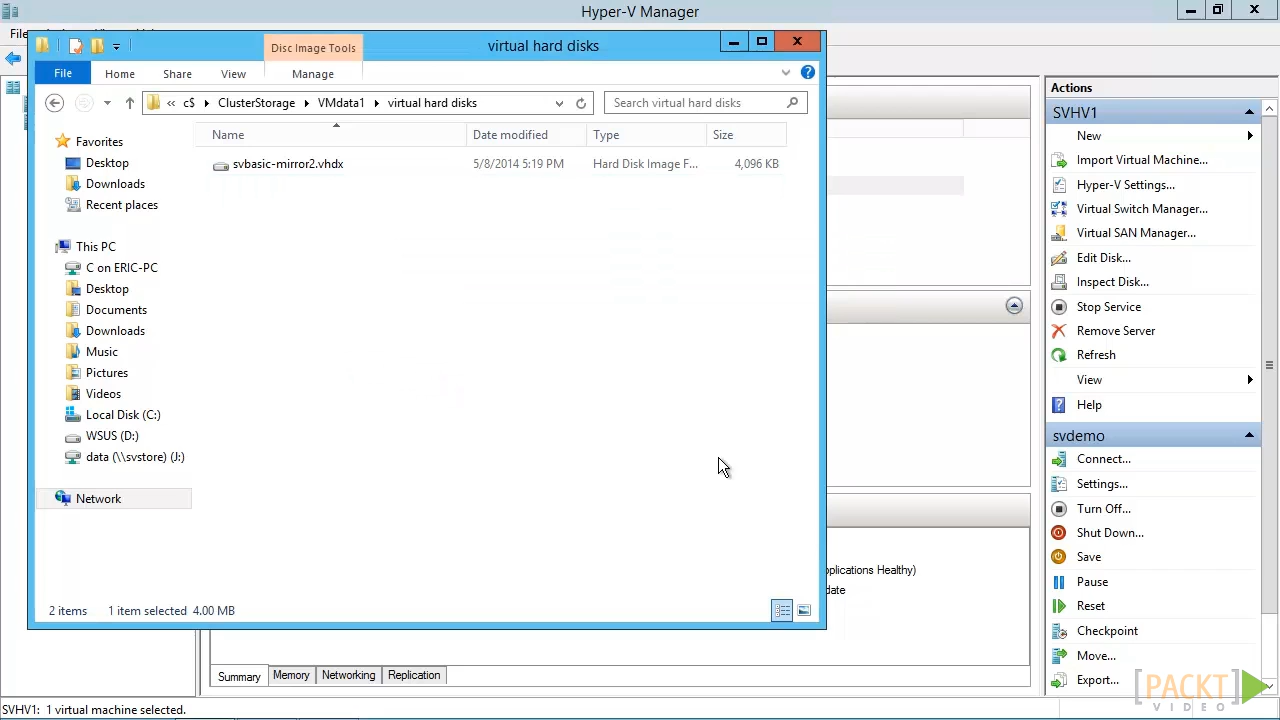 Hyper-V Manager
virtual hard disks
Disc Image Tools
File
Home
Share
View
Manage
« c$ ClusterStorage VMdata1 virtual hard disks
Search virtual hard disks
Name
Date modified
Type
Size
svbasic-mirror2.vhdx
5/8/2014 5:19 PM
Hard Disk Image F...
4,096 KB
Favorites
Desktop
Downloads
Recent places
This PC
C on ERIC-PC
Desktop
Documents
Downloads
Music
Pictures
Videos
Local Disk (C:)
WSUS (D:)
data (\\svstore) (J:)
Network
2 items
1 item selected 4.00 MB
plications Healthy)
date
Summary
Memory
Networking
Replication
SVHV1: 1 virtual machine selected.
Actions
SVHV1
New
Import Virtual Machine...
Hyper-V Settings...
Virtual Switch Manager...
Virtual SAN Manager...
Edit Disk...
Inspect Disk...
Stop Service
Remove Server
Refresh
View
Help
svdemo
Connect...
Settings...
Turn Off...
Shut Down...
Save
Pause
Reset
Checkpoint
Move...
Export...
[PACKT]
VIDEO